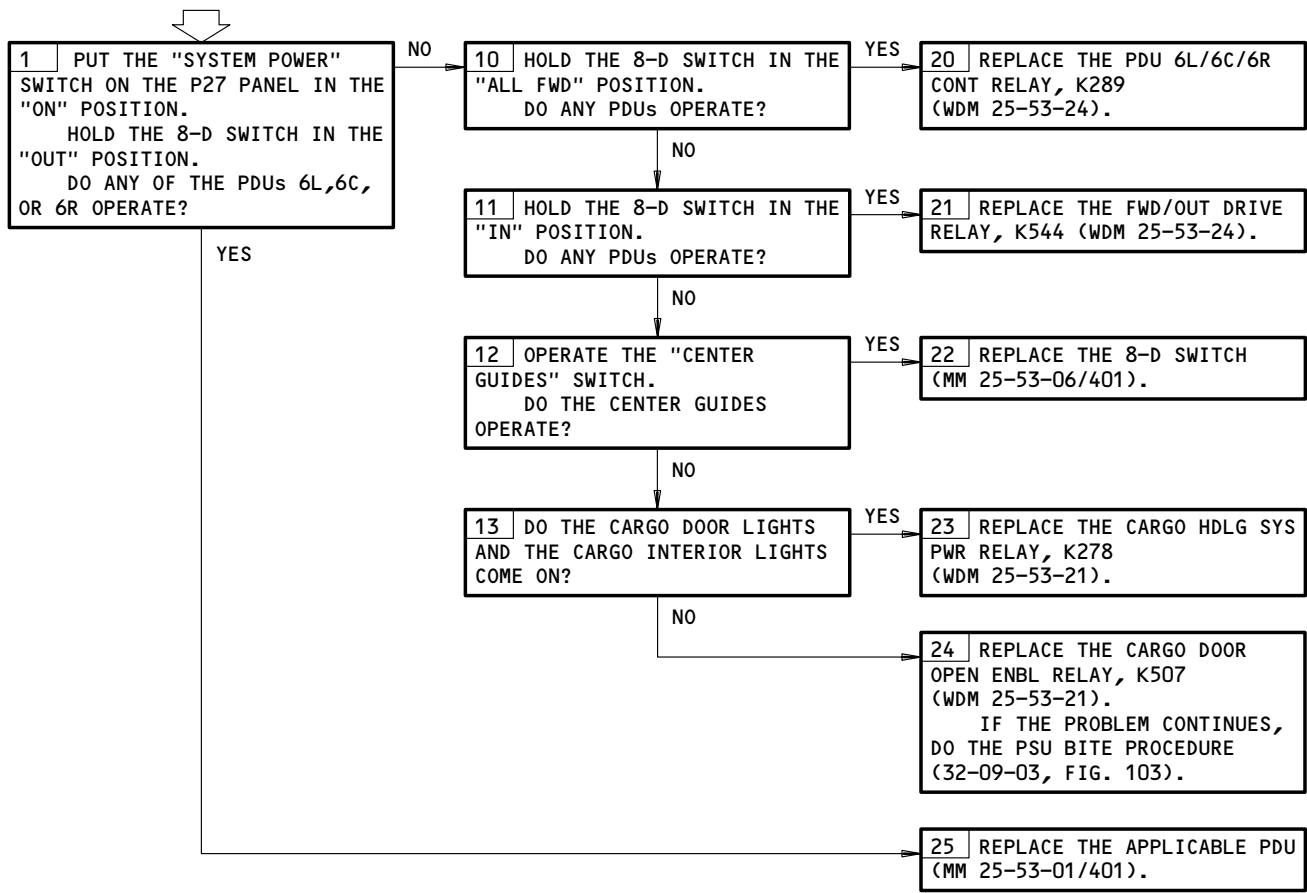 1 PUT THE "SYSTEM POWER"
SWITCH ON THE P27 PANEL IN THE
"ON" POSITION.
HOLD THE 8-D SWITCH IN THE
"OUT" POSITION.
DO ANY OF THE PDUs 6L,6C,
OR 6R OPERATE?
NO
YES
10 HOLD THE 8-D SWITCH IN THE
"ALL FWD" POSITION.
DO ANY PDUs OPERATE?
YES
NO
20 REPLACE THE PDU 6L/6C/6R
CONT RELAY, K289
(WDM 25-53-24).
11 HOLD THE 8-D SWITCH IN THE
"IN" POSITION.
DO ANY PDUs OPERATE?
YES
NO
21 REPLACE THE FWD/OUT DRIVE
RELAY, K544 (WDM 25-53-24).
12 OPERATE THE "CENTER
GUIDES" SWITCH.
DO THE CENTER GUIDES
OPERATE?
YES
NO
22 REPLACE THE 8-D SWITCH
(MM 25-53-06/401).
13 DO THE CARGO DOOR LIGHTS
AND THE CARGO INTERIOR LIGHTS
COME ON?
YES
NO
23 REPLACE THE CARGO HDLG SYS
PWR RELAY, K278
(WDM 25-53-21).
24 REPLACE THE CARGO DOOR
OPEN ENBL RELAY, K507
(WDM 25-53-21).
IF THE PROBLEM CONTINUES,
DO THE PSU BITE PROCEDURE
(32-09-03, FIG. 103).
25 REPLACE THE APPLICABLE PDU
(MM 25-53-01/401).